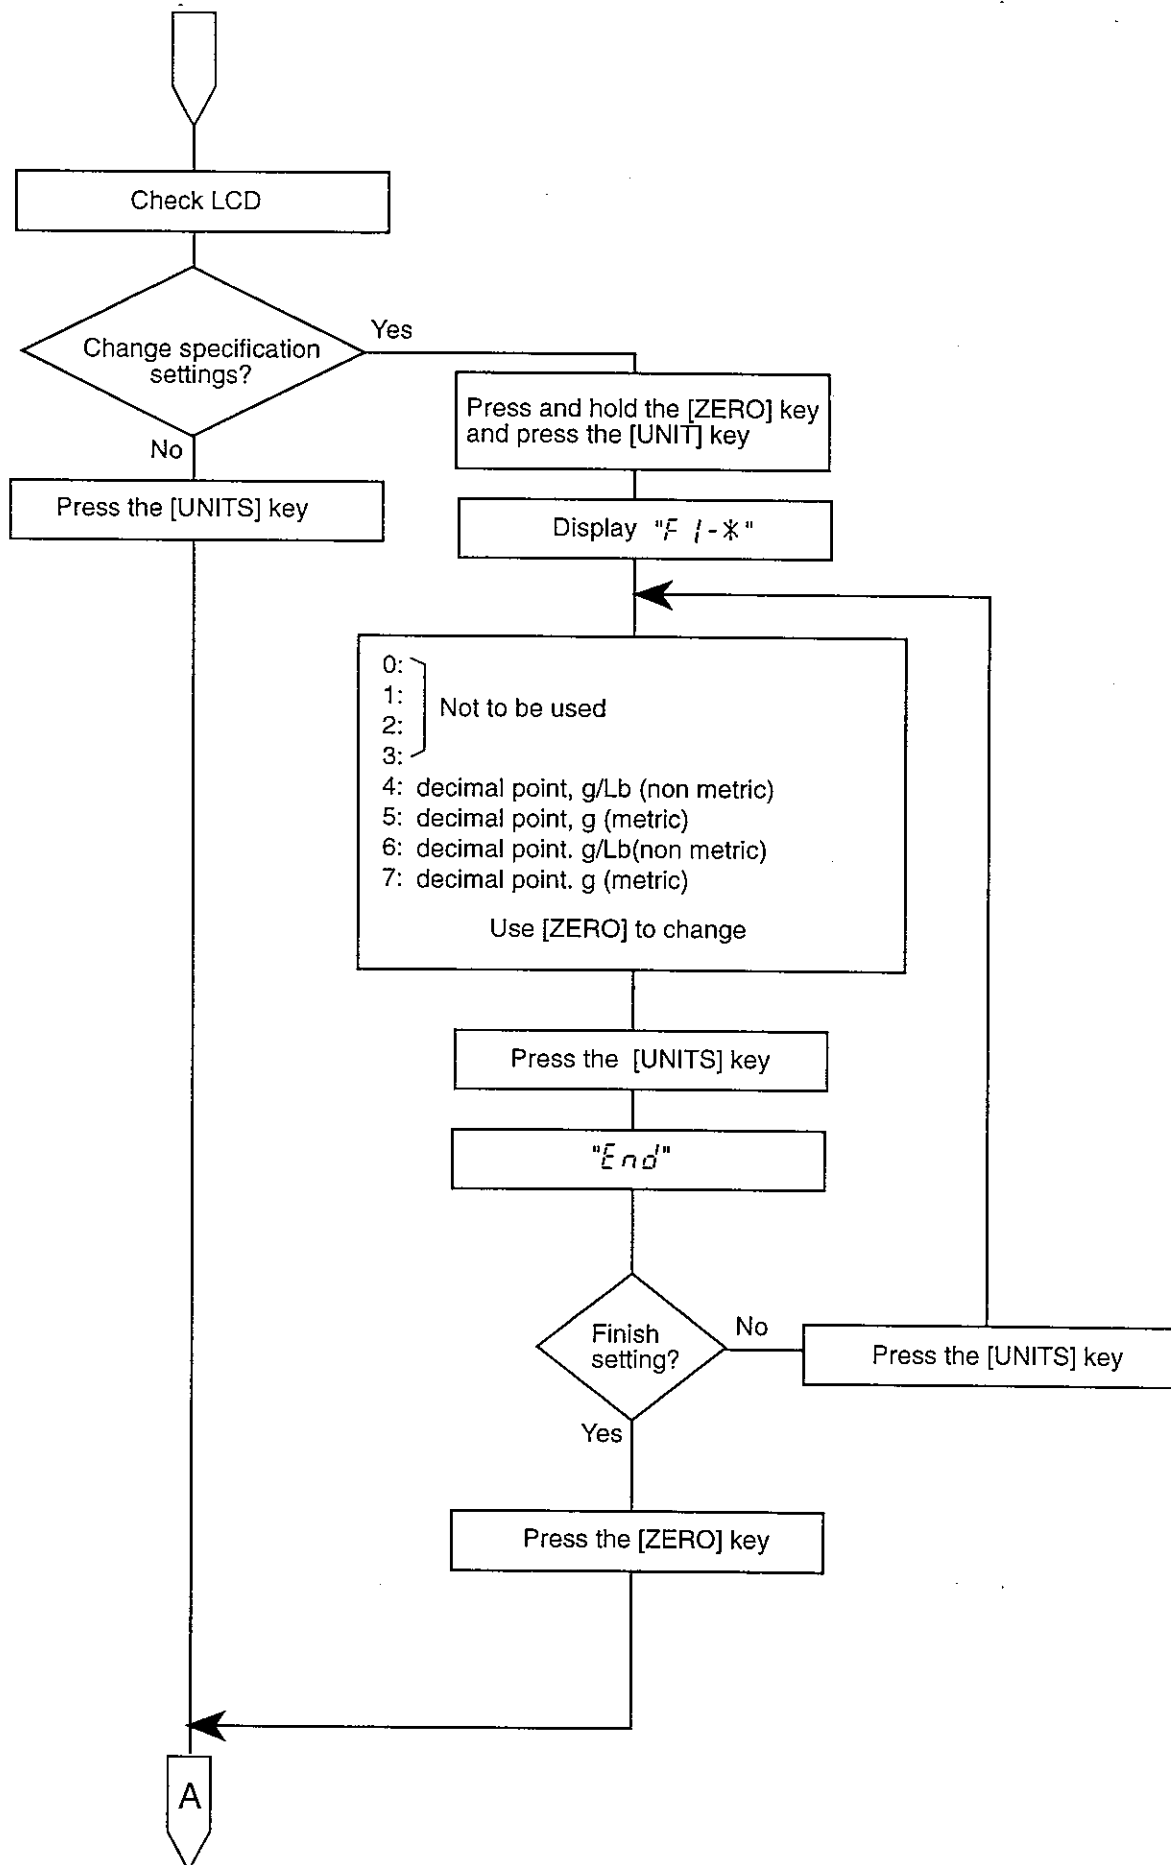 Check LCD
Change specification
settings?
Yes
No
Press the [UNITS] key
Press and hold the [ZERO] key
and press the [UNIT] key
Display "F 1-*"
0:
1:
Not to be used
2:
3:
4: decimal point, g/Lb (non metric)
5: decimal point, g (metric)
6: decimal point. g/Lb(non metric)
7: decimal point. g (metric)
Use [ZERO] to change
Press the [UNITS] key
"End"
Finish
setting?
No
Press the [UNITS] key
Yes
Press the [ZERO] key
A